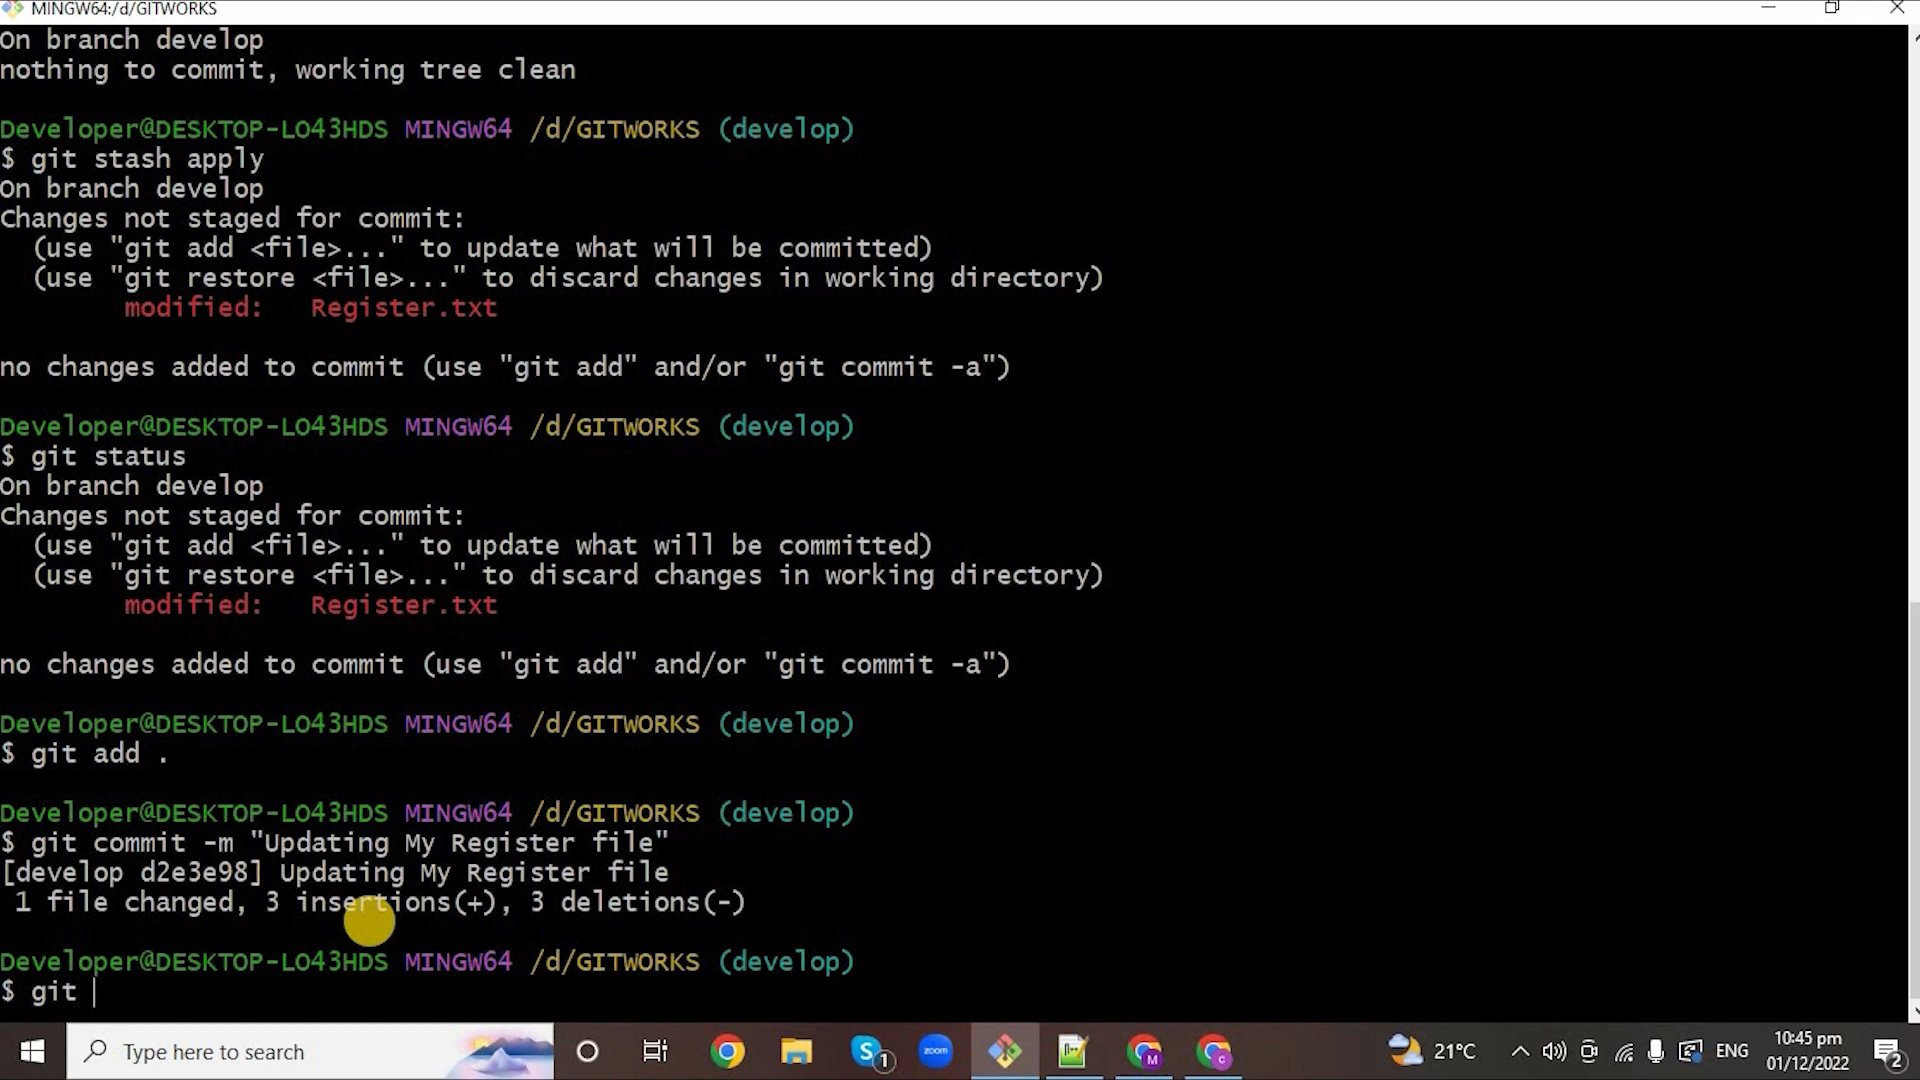 MINGW64:/d/GITWORKS
On branch develop
nothing to commit, working tree clean
Developer@DESKTOP-LO43HDS MINGW64 /d/GITWORKS (develop)
$ git stash apply
On branch develop
Changes not staged for commit:
  (use "git add <file>..." to update what will be committed)
  (use "git restore <file>..." to discard changes in working directory)
        modified:   Register.txt
no changes added to commit (use "git add" and/or "git commit -a")
Developer@DESKTOP-LO43HDS MINGW64 /d/GITWORKS (develop)
$ git status
On branch develop
Changes not staged for commit:
  (use "git add <file>..." to update what will be committed)
  (use "git restore <file>..." to discard changes in working directory)
        modified:   Register.txt
no changes added to commit (use "git add" and/or "git commit -a")
Developer@DESKTOP-LO43HDS MINGW64 /d/GITWORKS (develop)
$ git add .
Developer@DESKTOP-LO43HDS MINGW64 /d/GITWORKS (develop)
$ git commit -m "Updating My Register file"
[develop d2e3e98] Updating My Register file
 1 file changed, 3 insertions(+), 3 deletions(-)
Developer@DESKTOP-LO43HDS MINGW64 /d/GITWORKS (develop)
$ git
Type here to search
S 1
zoom
M
C
21°C
ENG
10:45 pm
01/12/2022
2